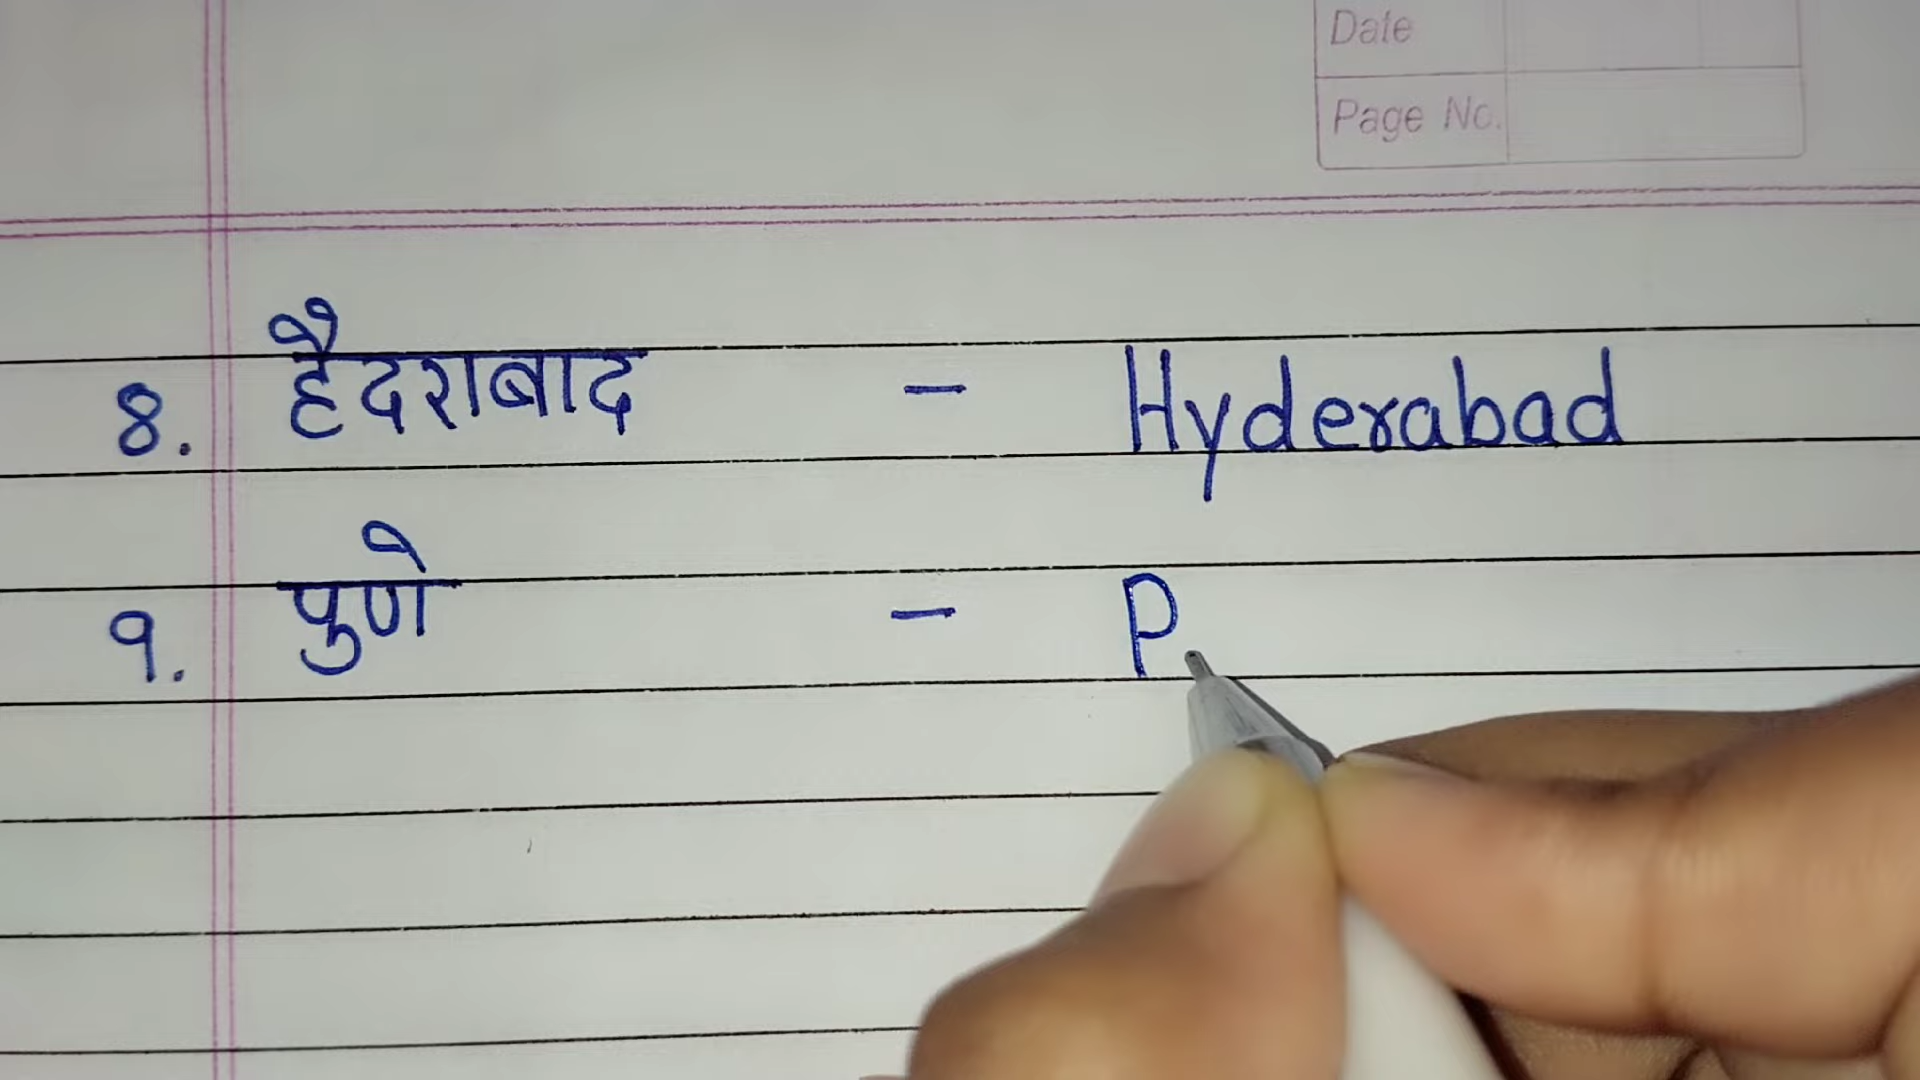 Date
Page No.
8. हैदराबाद - Hyderabad
9. पुणे - P